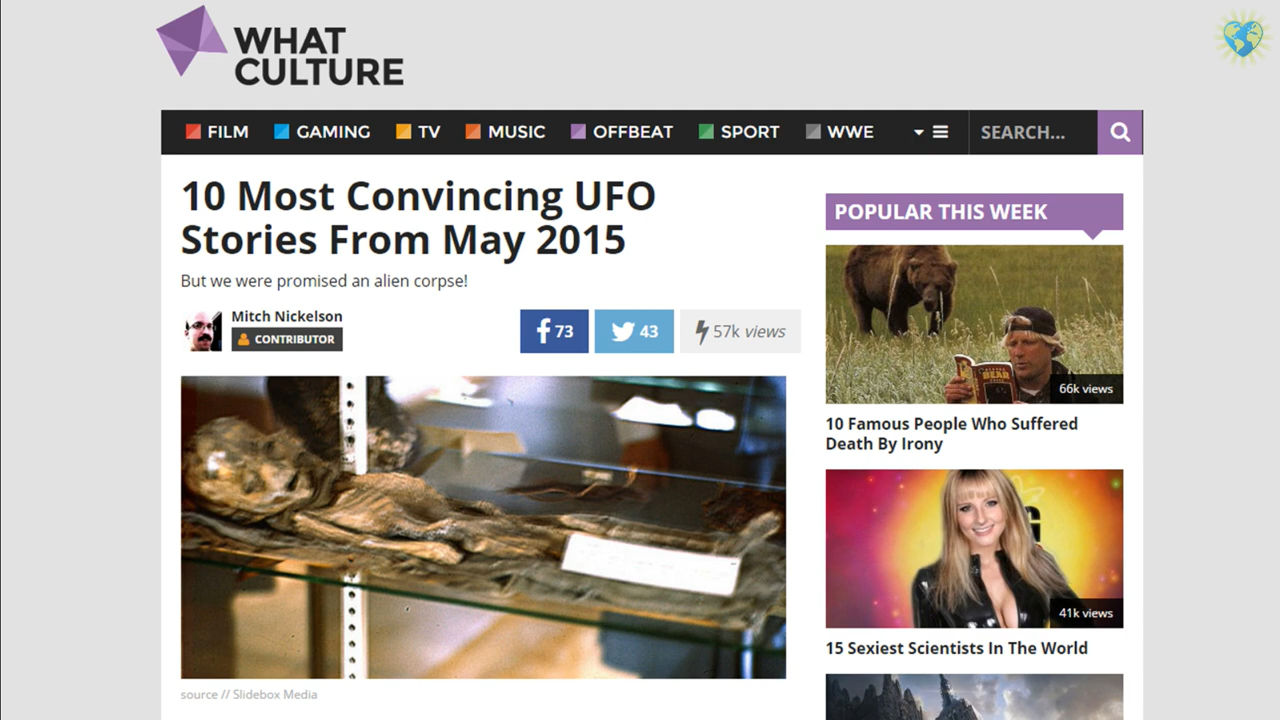 WHAT
CULTURE
FILM
GAMING
TV
MUSIC
OFFBEAT
SPORT
WWE
SEARCH...
10 Most Convincing UFO
Stories From May 2015
But we were promised an alien corpse!
Mitch Nickelson
CONTRIBUTOR
73
43
57k views
source // Slidebox Media
POPULAR THIS WEEK
BEAR
66k views
10 Famous People Who Suffered
Death By Irony
41k views
15 Sexiest Scientists In The World